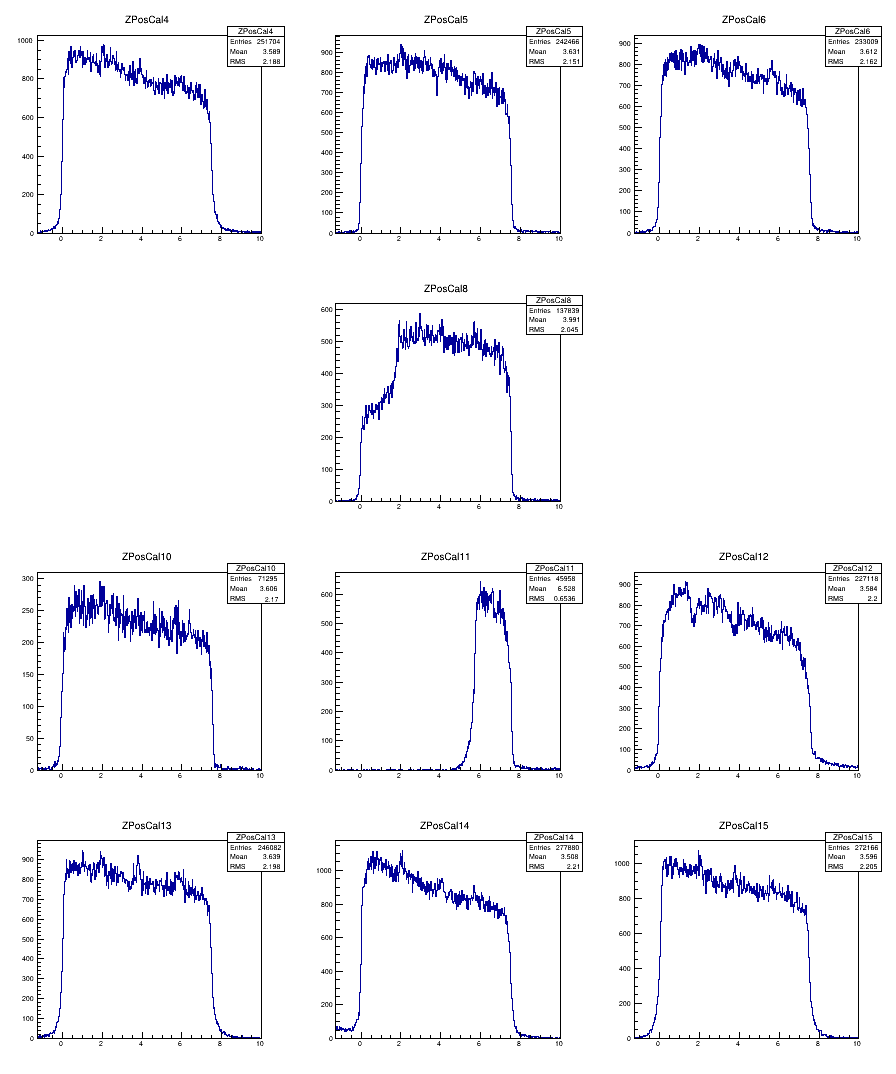 ZPosCal4
ZPosCal4
Entries 251704
Mean 3.589
RMS 2.188
1000
800
600
400
200
0
0 2 4 6 8 10
ZPosCal5
ZPosCal5
Entries 242466
Mean 3.631
RMS 2.151
900
800
700
600
500
400
300
200
100
0
0 2 4 6 8 10
ZPosCal6
ZPosCal6
Entries 233009
Mean 3.612
RMS 2.162
900
800
700
600
500
400
300
200
100
0
0 2 4 6 8 10
ZPosCal8
ZPosCal8
Entries 137839
Mean 3.991
RMS 2.045
600
500
400
300
200
100
0
0 2 4 6 8 10
ZPosCal10
ZPosCal10
Entries 71295
Mean 3.606
RMS 2.17
300
250
200
150
100
50
0
0 2 4 6 8 10
ZPosCal11
ZPosCal11
Entries 45958
Mean 6.528
RMS 0.6536
600
500
400
300
200
100
0
0 2 4 6 8 10
ZPosCal12
ZPosCal12
Entries 227118
Mean 3.584
RMS 2.2
900
800
700
600
500
400
300
200
100
0
0 2 4 6 8 10
ZPosCal13
ZPosCal13
Entries 246082
Mean 3.639
RMS 2.198
900
800
700
600
500
400
300
200
100
0
0 2 4 6 8 10
ZPosCal14
ZPosCal14
Entries 277880
Mean 3.508
RMS 2.21
1000
800
600
400
200
0
0 2 4 6 8 10
ZPosCal15
ZPosCal15
Entries 272166
Mean 3.596
RMS 2.205
1000
800
600
400
200
0
0 2 4 6 8 10